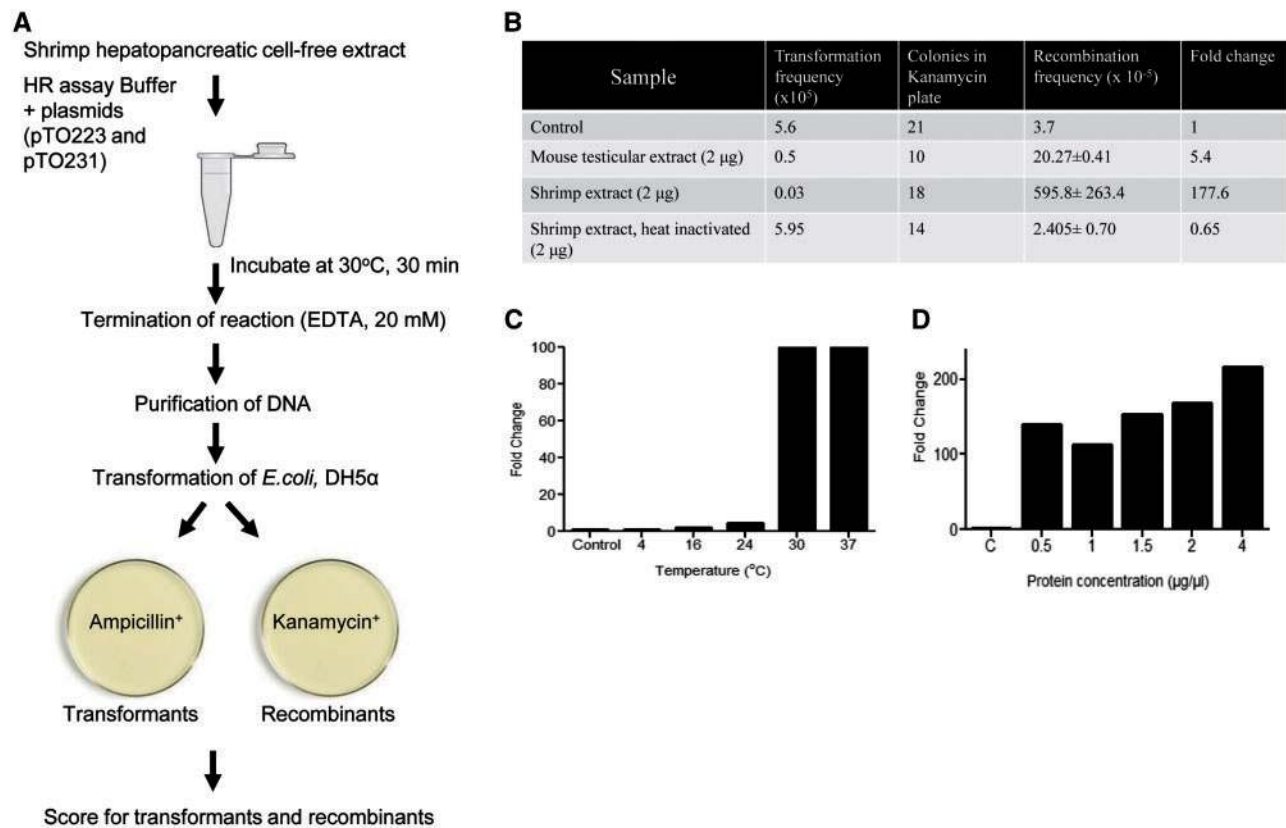 A
Shrimp hepatopancreatic cell-free extract
HR assay Buffer
+ plasmids
(pTO223 and
pTO231)
Incubate at 30°C, 30 min
Termination of reaction (EDTA, 20 mM)
Purification of DNA
Transformation of E.coli, DH5α
Ampicillin⁺ Kanamycin⁺
Transformants Recombinants
Score for transformants and recombinants
B
Sample Transformation frequency (x10⁵) Colonies in Kanamycin plate Recombination frequency (x 10⁻⁵) Fold change
Control 5.6 21 3.7 1
Mouse testicular extract (2 μg) 0.5 10 20.27±0.41 5.4
Shrimp extract (2 μg) 0.03 18 595.8± 263.4 177.6
Shrimp extract, heat inactivated (2 μg) 5.95 14 2.405± 0.70 0.65
C
Fold Change
100
80
60
40
20
0
Control 4 16 24 30 37
Temperature (°C)
D
Fold Change
200
100
0
C 0.5 1 1.5 2 4
Protein concentration (μg/μl)